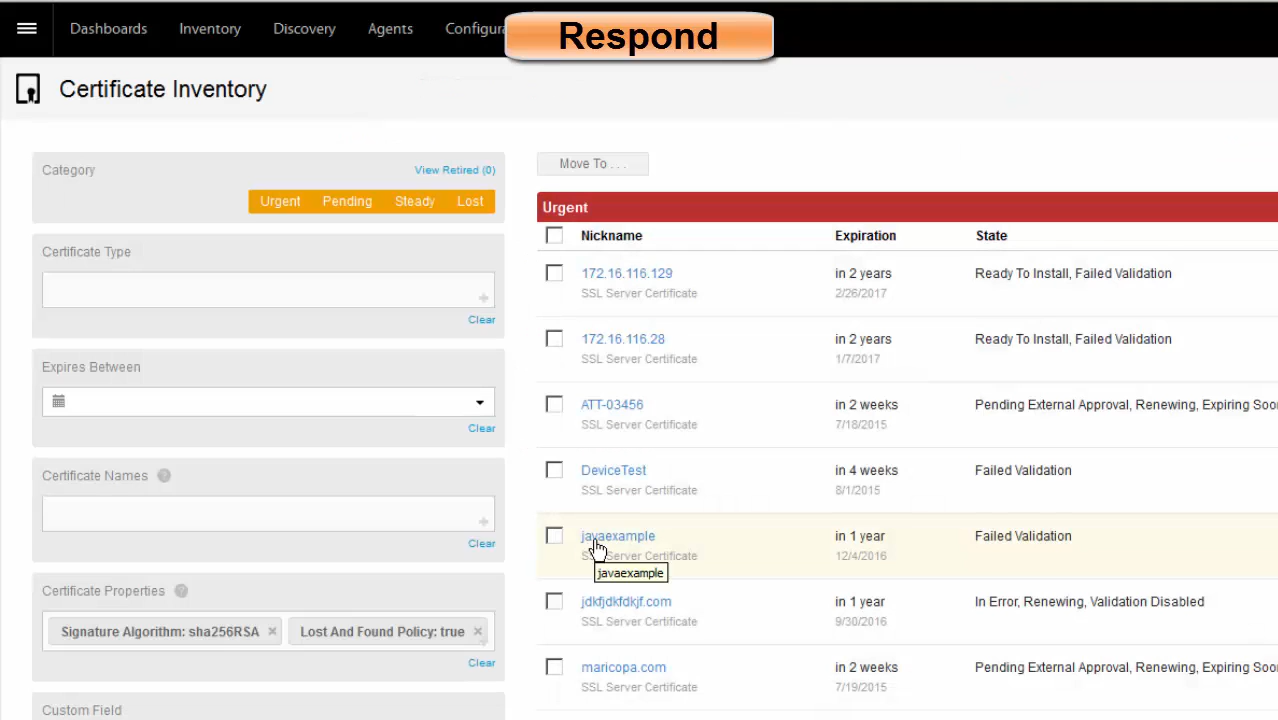 Dashboards Inventory Discovery Agents Configura
Respond
Certificate Inventory
Category
View Retired (0)
Urgent Pending Steady Lost
Certificate Type
Clear
Expires Between
Clear
Certificate Names ?
Clear
Certificate Properties ?
Signature Algorithm: sha256RSA × Lost And Found Policy: true ×
Clear
Custom Field
Move To . . .
Urgent
Nickname Expiration State
172.16.116.129 in 2 years Ready To Install, Failed Validation
SSL Server Certificate 2/26/2017
172.16.116.28 in 2 years Ready To Install, Failed Validation
SSL Server Certificate 1/7/2017
ATT-03456 in 2 weeks Pending External Approval, Renewing, Expiring Soo
SSL Server Certificate 7/18/2015
DeviceTest in 4 weeks Failed Validation
SSL Server Certificate 8/1/2015
javaexample in 1 year Failed Validation
SSL Server Certificate 12/4/2016
javaexample
jdkfjdkfdkjf.com in 1 year In Error, Renewing, Validation Disabled
SSL Server Certificate 9/30/2016
maricopa.com in 2 weeks Pending External Approval, Renewing, Expiring Soo
SSL Server Certificate 7/19/2015